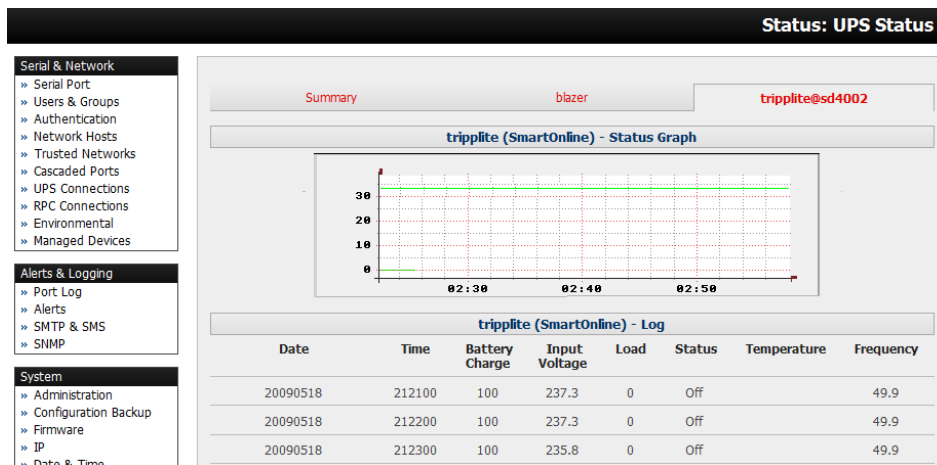 Status: UPS Status
Serial & Network
» Serial Port
» Users & Groups
» Authentication
» Network Hosts
» Trusted Networks
» Cascaded Ports
» UPS Connections
» RPC Connections
» Environmental
» Managed Devices
Alerts & Logging
» Port Log
» Alerts
» SMTP & SMS
» SNMP
System
» Administration
» Configuration Backup
» Firmware
» IP
» Date & Time
Summary blazer tripplite@sd4002
tripplite (SmartOnline) - Status Graph
30
20
10
0
02:30 02:40 02:50
tripplite (SmartOnline) - Log
Date Time Battery Charge Input Voltage Load Status Temperature Frequency
20090518 212100 100 237.3 0 Off 49.9
20090518 212200 100 237.3 0 Off 49.9
20090518 212300 100 235.8 0 Off 49.9